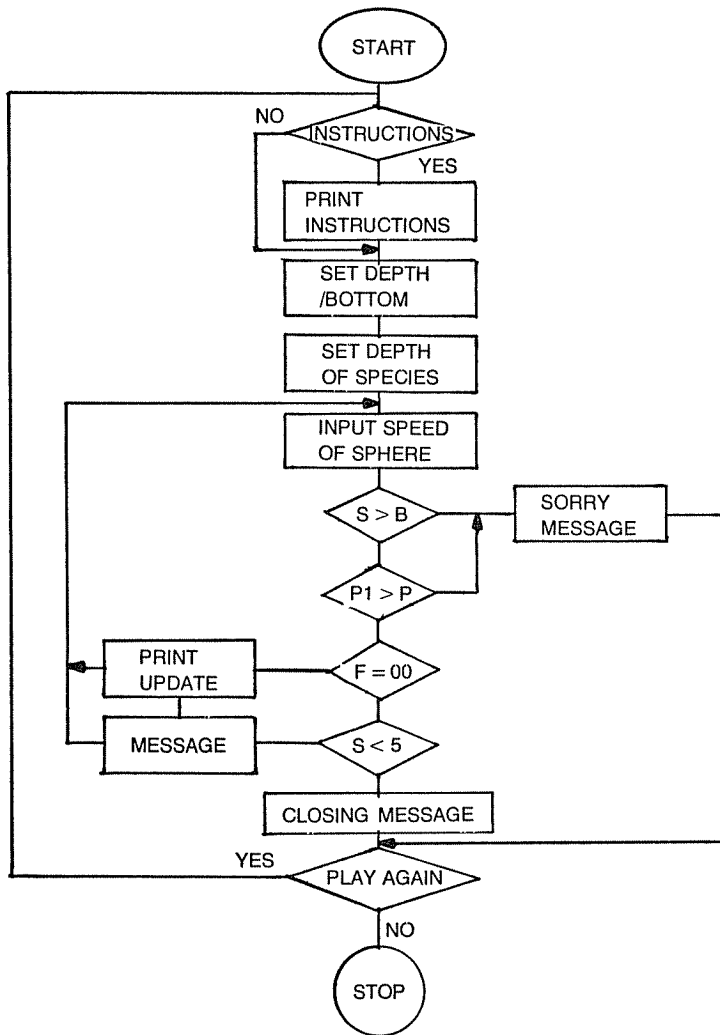 START
NO
INSTRUCTIONS
YES
PRINT
INSTRUCTIONS
SET DEPTH
/BOTTOM
SET DEPTH
OF SPECIES
INPUT SPEED
OF SPHERE
S > B
SORRY
MESSAGE
P1 > P
PRINT
UPDATE
F = 00
MESSAGE
S < 5
CLOSING MESSAGE
YES
PLAY AGAIN
NO
STOP